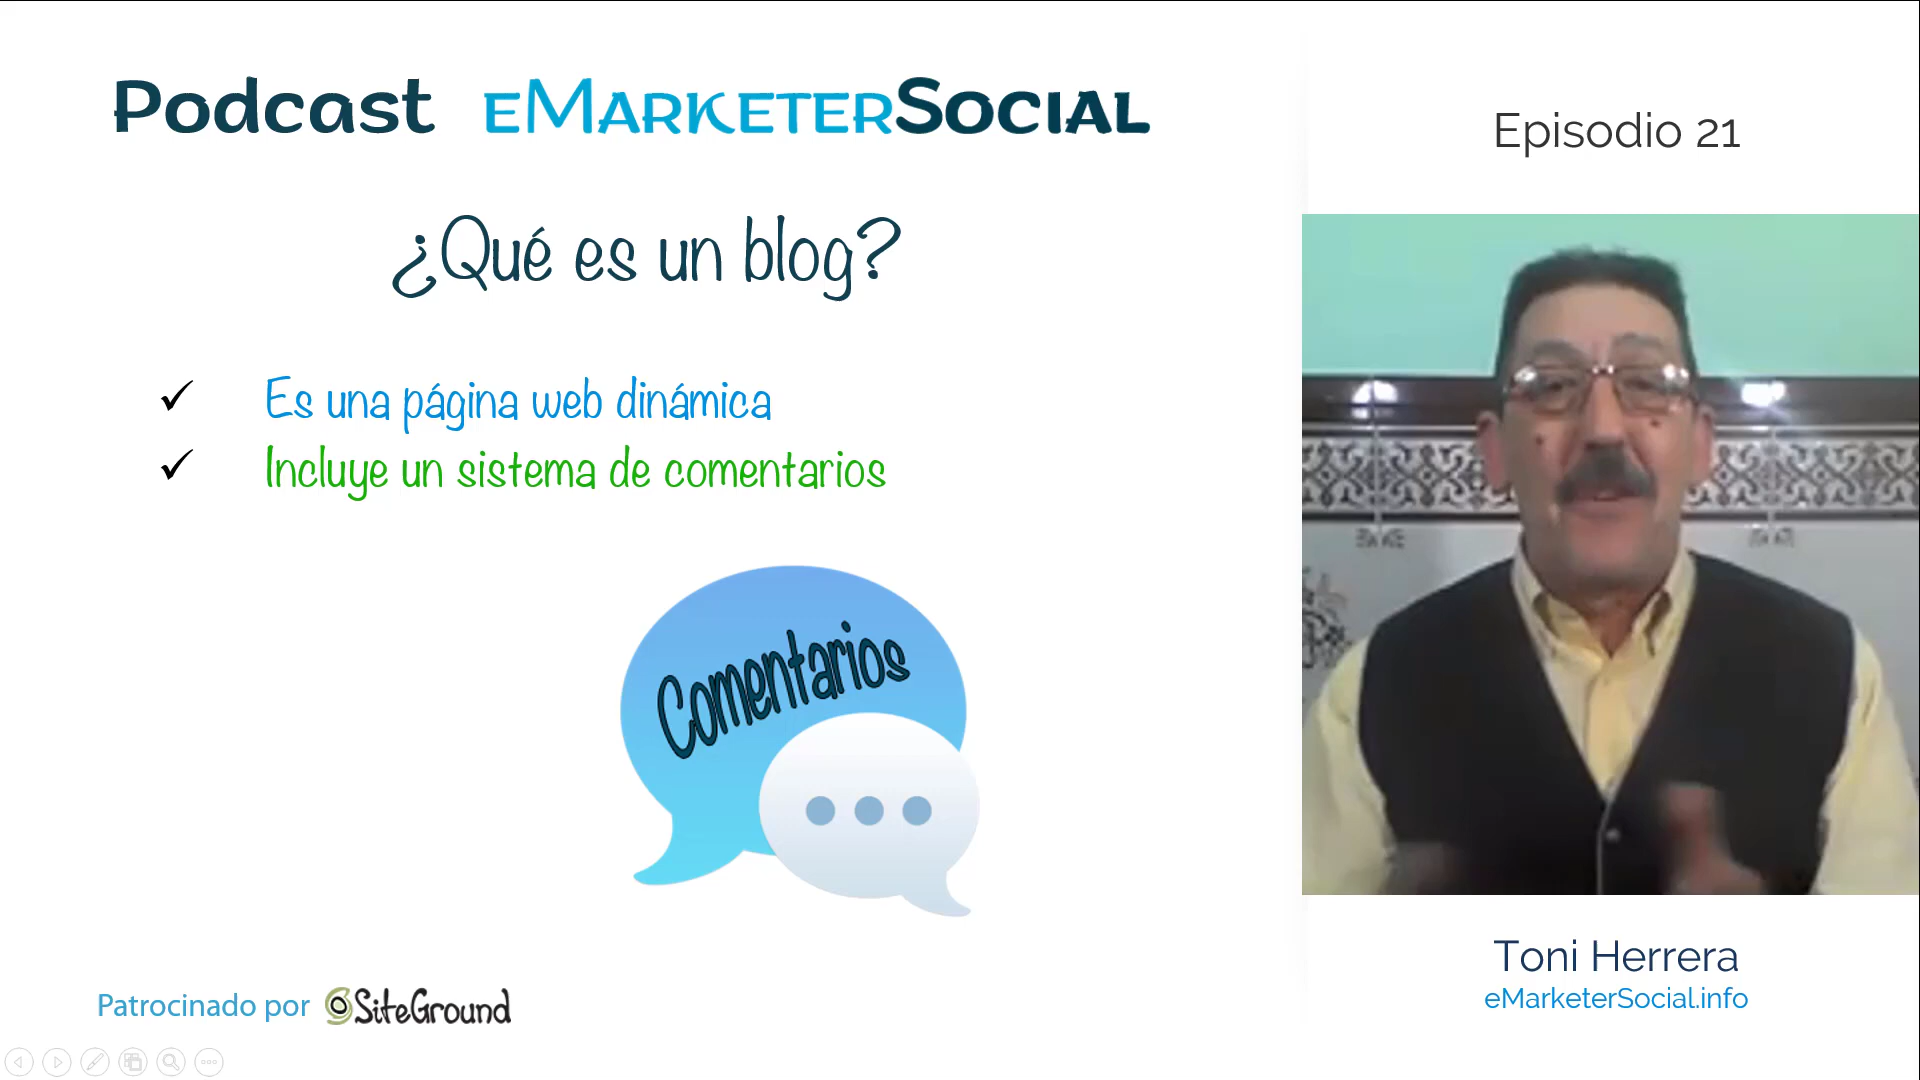 Podcast eMarketerSocial
Episodio 21
¿Qué es un blog?
Es una página web dinámica
Incluye un sistema de comentarios
Comentarios
Patrocinado por SiteGround
Toni Herrera
eMarketerSocial.info